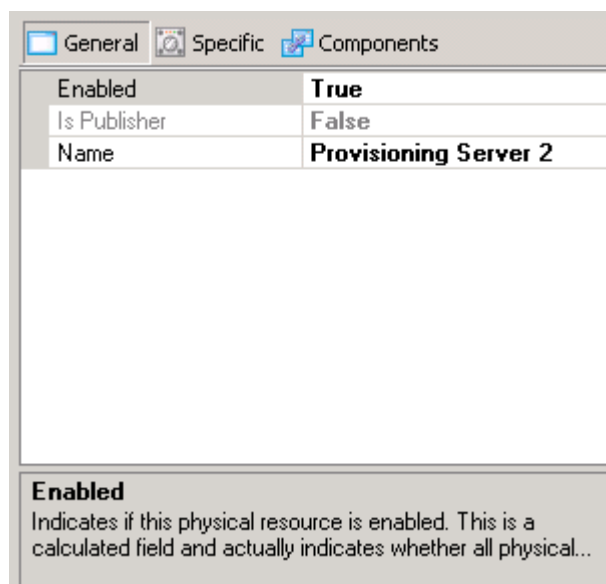 General Specific Components
Enabled True
Is Publisher False
Name Provisioning Server 2
Enabled
Indicates if this physical resource is enabled. This is a
calculated field and actually indicates whether all physical...